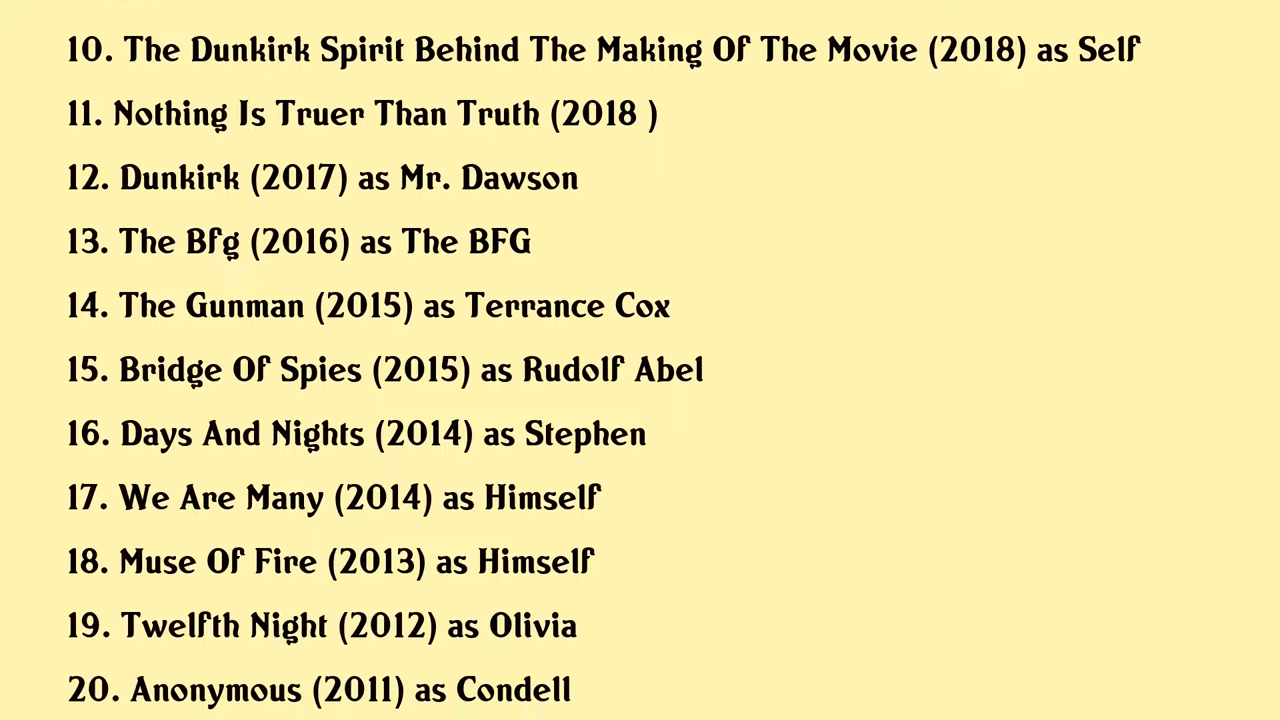 10. The Dunkirk Spirit Behind The Making Of The Movie (2018) as Self
11. Nothing Is Truer Than Truth (2018 )
12. Dunkirk (2017) as Mr. Dawson
13. The Bfg (2016) as The BFG
14. The Gunman (2015) as Terrance Cox
15. Bridge Of Spies (2015) as Rudolf Abel
16. Days And Nights (2014) as Stephen
17. We Are Many (2014) as Himself
18. Muse Of Fire (2013) as Himself
19. Twelfth Night (2012) as Olivia
20. Anonymous (2011) as Condell